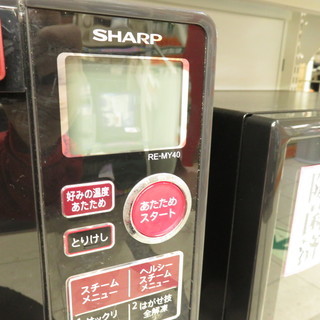 SHARP
RE-MY40
好みの温度
あたため
あたため
スタート
とりけし
スチーム
メニュー
ヘルシー
スチーム
メニュー
2 はがせ技
全解凍